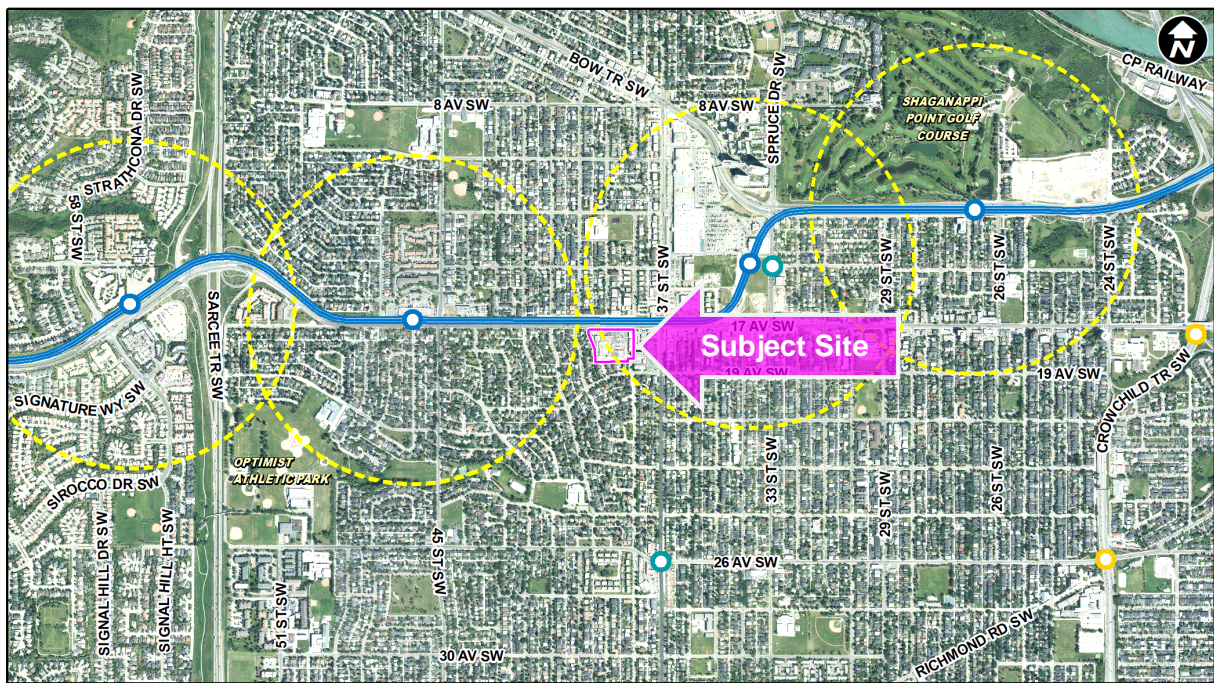 N
CP RAILWAY
BOW TR SW
SPRUCE DR SW
STRATHCONA DR SW
8 AV SW
8 AV SW
SHAGANAPPI
POINT GOLF
COURSE
58 ST SW
37 ST SW
29 ST SW
26 ST SW
24 ST SW
SARCEE TR SW
17 AV SW
Subject Site
19 AV SW
19 AV SW
CROWCHILD TR SW
SIGNATURE WY SW
OPTIMIST
ATHLETIC PARK
SIROCCO DR SW
33 ST SW
29 ST SW
26 ST SW
SIGNAL HILL DR SW
SIGNAL HILL HT. SW
45 ST SW
26 AV SW
51 ST. SW
30 AV SW
RICHMOND RD SW